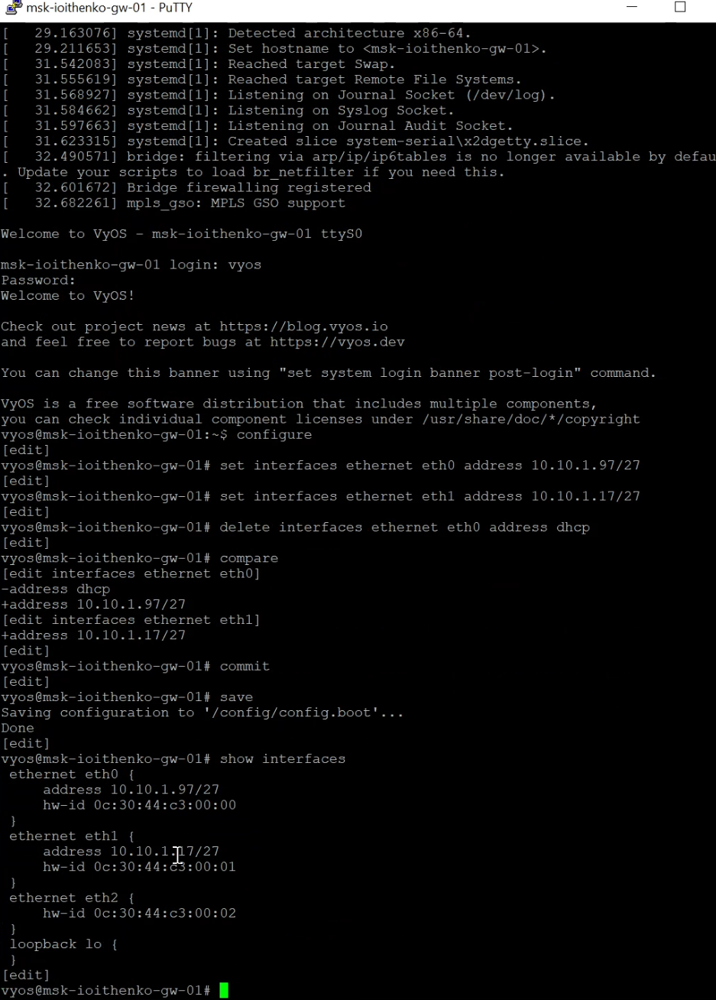 msk-ioithenko-gw-01 - PuTTY
[   29.163076] systemd[1]: Detected architecture x86-64.
[   29.211653] systemd[1]: Set hostname to <msk-ioithenko-gw-01>.
[   31.542083] systemd[1]: Reached target Swap.
[   31.555619] systemd[1]: Reached target Remote File Systems.
[   31.568927] systemd[1]: Listening on Journal Socket (/dev/log).
[   31.584662] systemd[1]: Listening on Syslog Socket.
[   31.597663] systemd[1]: Listening on Journal Audit Socket.
[   31.623315] systemd[1]: Created slice system-serial\x2dgetty.slice.
[   32.490571] bridge: filtering via arp/ip/ip6tables is no longer available by defau
. Update your scripts to load br_netfilter if you need this.
[   32.601672] Bridge firewalling registered
[   32.682261] mpls_gso: MPLS GSO support
Welcome to VyOS - msk-ioithenko-gw-01 ttyS0
msk-ioithenko-gw-01 login: vyos
Password:
Welcome to VyOS!
Check out project news at https://blog.vyos.io
and feel free to report bugs at https://vyos.dev
You can change this banner using "set system login banner post-login" command.
VyOS is a free software distribution that includes multiple components,
you can check individual component licenses under /usr/share/doc/*/copyright
vyos@msk-ioithenko-gw-01:~$ configure
[edit]
vyos@msk-ioithenko-gw-01# set interfaces ethernet eth0 address 10.10.1.97/27
[edit]
vyos@msk-ioithenko-gw-01# set interfaces ethernet eth1 address 10.10.1.17/27
[edit]
vyos@msk-ioithenko-gw-01# delete interfaces ethernet eth0 address dhcp
[edit]
vyos@msk-ioithenko-gw-01# compare
[edit interfaces ethernet eth0]
-address dhcp
+address 10.10.1.97/27
[edit interfaces ethernet eth1]
+address 10.10.1.17/27
[edit]
vyos@msk-ioithenko-gw-01# commit
[edit]
vyos@msk-ioithenko-gw-01# save
Saving configuration to '/config/config.boot'...
Done
[edit]
vyos@msk-ioithenko-gw-01# show interfaces
 ethernet eth0 {
     address 10.10.1.97/27
     hw-id 0c:30:44:c3:00:00
 }
 ethernet eth1 {
     address 10.10.1.17/27
     hw-id 0c:30:44:c3:00:01
 }
 ethernet eth2 {
     hw-id 0c:30:44:c3:00:02
 }
 loopback lo {
 }
[edit]
vyos@msk-ioithenko-gw-01#